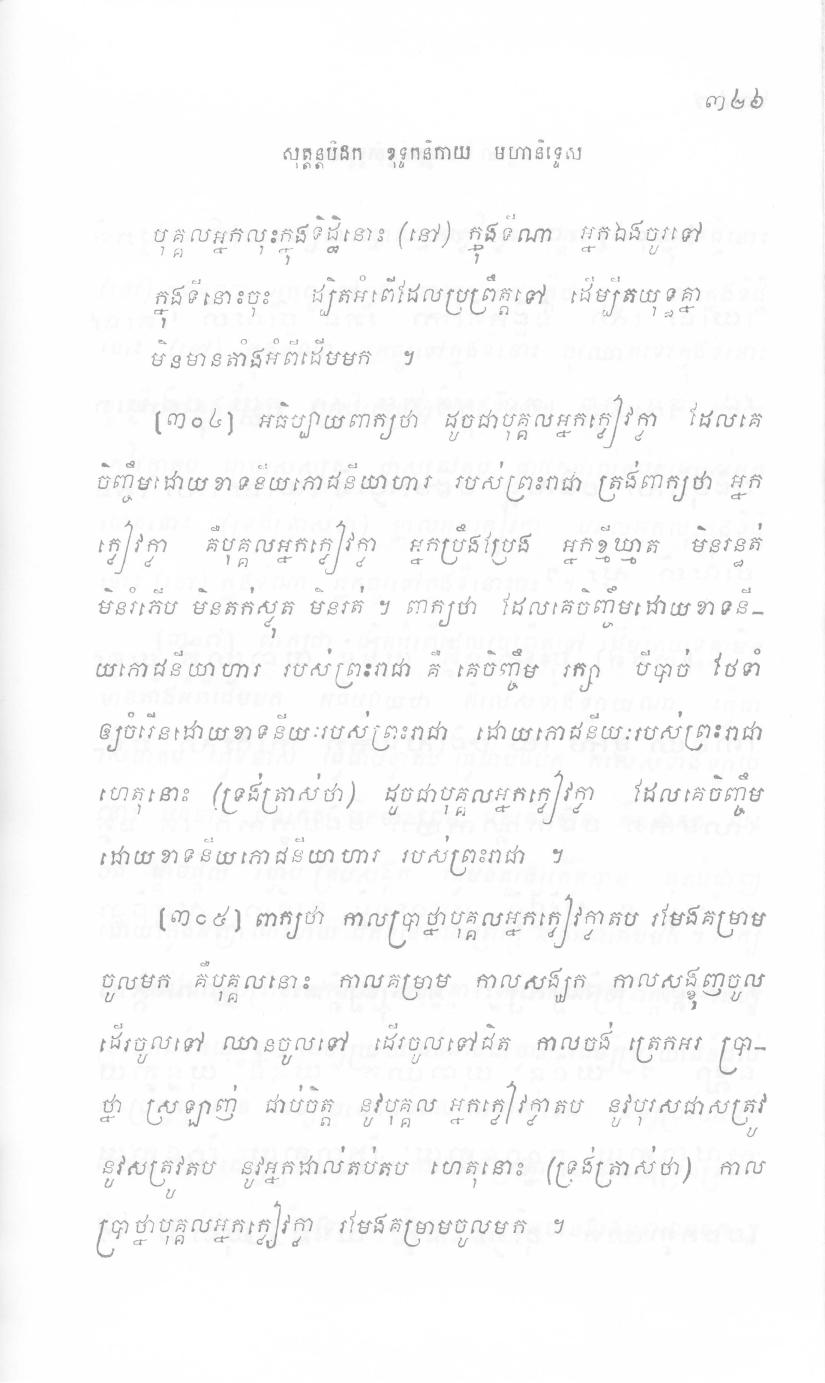 ៣២៦
សុត្តន្តបិដក ខុទ្ទកនិកាយ មហានិទ្ទេស
បុគ្គលអ្នកលុះក្នុងទិដ្ឋិនោះ (នៅ) ក្នុងទីណា អ្នកឯងចូរទៅ
ក្នុងទីនោះចុះ ដ្បិតអំពើដែលប្រព្រឹត្តទៅ ដើម្បីតយុទ្ធគ្នា
មិនមានតាំងអំពីដើមមក ។
[៣០៤] អធិប្បាយពាក្យថា ដូចជាបុគ្គលអ្នកក្លៀវក្លា ដែលគេ
ចិញ្ចឹមដោយខាទនីយភោជនីយាហារ របស់ព្រះរាជា ត្រង់ពាក្យថា អ្នក
ក្លៀវក្លា គឺបុគ្គលអ្នកក្លៀវក្លា អ្នកប្រឹងប្រែង អ្នកខ្មីឃ្មាត មិនរន្ធត់
មិនរំភើប មិនតក់ស្លុត មិនរត់ ។ ពាក្យថា ដែលគេចិញ្ចឹមដោយខាទនី-
យភោជនីយាហារ របស់ព្រះរាជា គឺ គេចិញ្ចឹម រក្សា បីបាច់ ថែទាំ
ឲ្យចំរើនដោយខាទនីយៈរបស់ព្រះរាជា ដោយភោជនីយៈរបស់ព្រះរាជា
ហេតុនោះ (ទ្រង់ត្រាស់ថា) ដូចជាបុគ្គលអ្នកក្លៀវក្លា ដែលគេចិញ្ចឹម
ដោយខាទនីយភោជនីយាហារ របស់ព្រះរាជា ។
[៣០៥] ពាក្យថា កាលប្រាថ្នាបុគ្គលអ្នកក្លៀវក្លាតប រមែងគម្រាម
ចូលមក គឺបុគ្គលនោះ កាលគម្រាម កាលសង្ឃោក កាលសង្ខុញចូល
ដើរចូលទៅ ឈានចូលទៅ ដើរចូលទៅជិត កាលចង់ ត្រេកអរ ប្រា-
ថ្នា ស្រឡាញ់ ជាប់ចិត្ត នូវបុគ្គល អ្នកក្លៀវក្លាតប នូវបុរសជាសត្រូវ
នូវសត្រូវតប នូវអ្នកដាល់តប់តប ហេតុនោះ (ទ្រង់ត្រាស់ថា) កាល
ប្រាថ្នាបុគ្គលអ្នកក្លៀវក្លា រមែងគម្រាមចូលមក ។